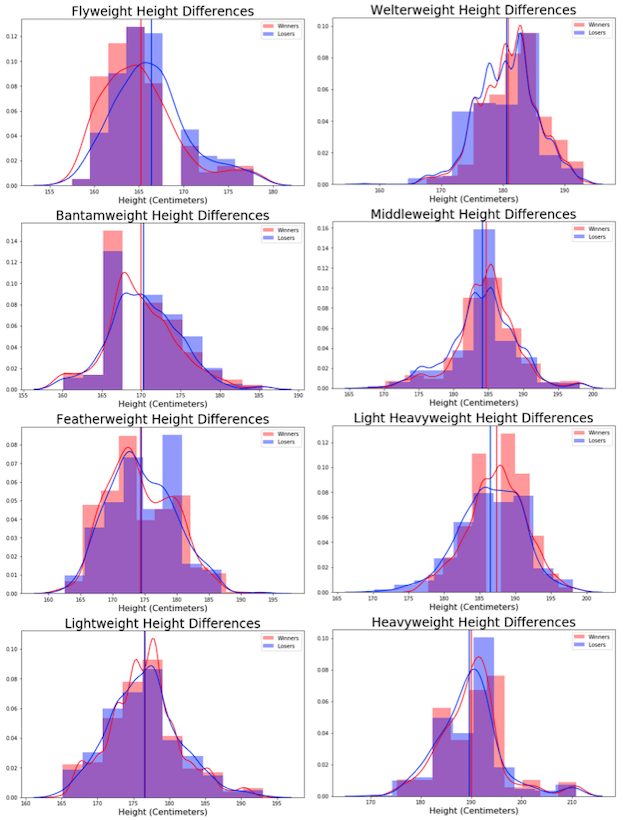 Flyweight Height Differences
Winners
Losers
0.12
0.10
0.08
0.06
0.04
0.02
0.00
155 160 165 170 175 180
Height (Centimeters)
Welterweight Height Differences
Winners
Losers
0.10
0.08
0.06
0.04
0.02
0.00
160 170 180 190
Height (Centimeters)
Bantamweight Height Differences
Winners
Losers
0.14
0.12
0.10
0.08
0.06
0.04
0.02
0.00
155 160 165 170 175 180 185 190
Height (Centimeters)
Middleweight Height Differences
Winners
Losers
0.16
0.14
0.12
0.10
0.08
0.06
0.04
0.02
0.00
165 170 175 180 185 190 195 200
Height (Centimeters)
Featherweight Height Differences
Winners
Losers
0.08
0.07
0.06
0.05
0.04
0.03
0.02
0.01
0.00
160 165 170 175 180 185 190 195
Height (Centimeters)
Light Heavyweight Height Differences
Winners
Losers
0.12
0.10
0.08
0.06
0.04
0.02
0.00
165 170 175 180 185 190 195 200
Height (Centimeters)
Lightweight Height Differences
Winners
Losers
0.10
0.08
0.06
0.04
0.02
0.00
160 165 170 175 180 185 190 195
Height (Centimeters)
Heavyweight Height Differences
Winners
Losers
0.10
0.08
0.06
0.04
0.02
0.00
170 180 190 200 210
Height (Centimeters)